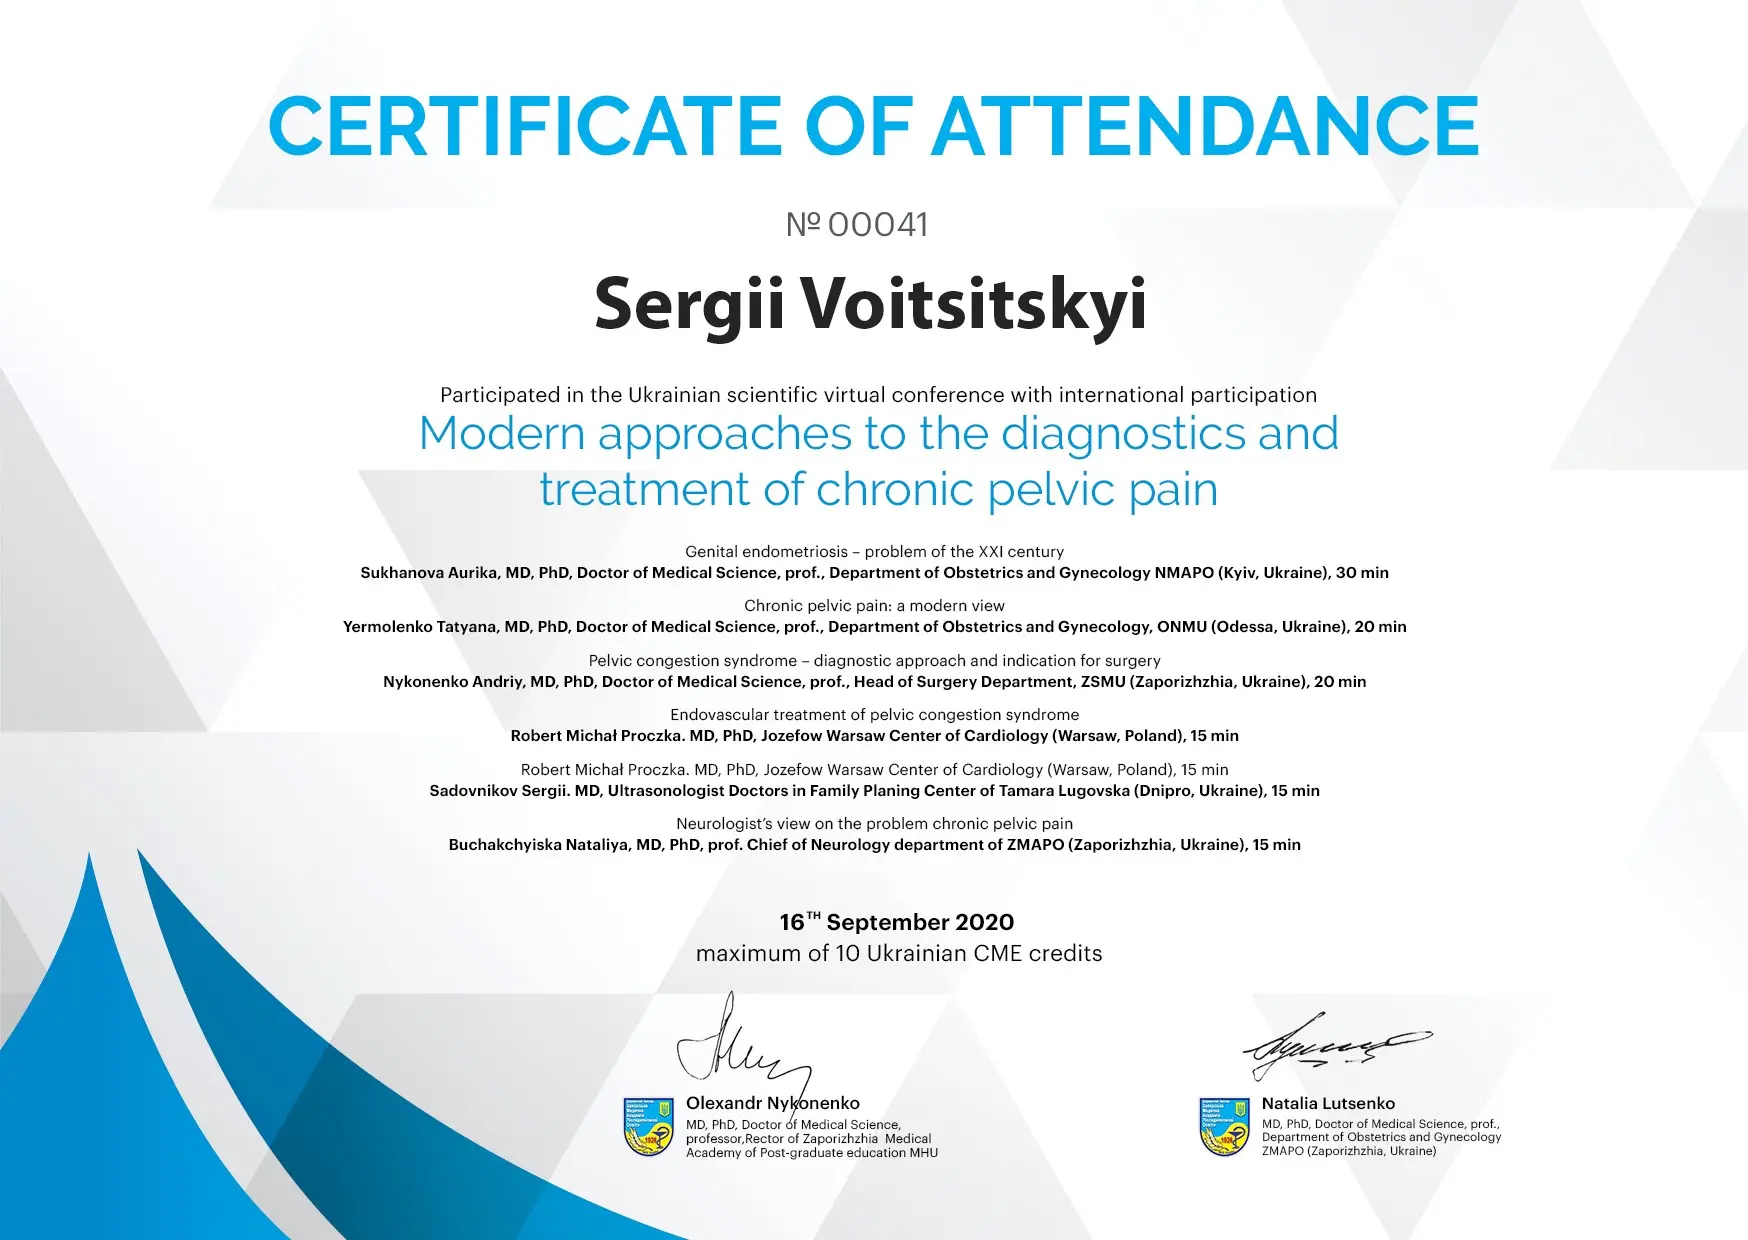 CERTIFICATE OF ATTENDANCE
№ 00041
Sergii Voitsitskyi
Participated in the Ukrainian scientific virtual conference with international participation
Modern approaches to the diagnostics and
treatment of chronic pelvic pain
Genital endometriosis – problem of the XXI century
Sukhanova Aurika, MD, PhD, Doctor of Medical Science, prof., Department of Obstetrics and Gynecology NMAPO (Kyiv, Ukraine), 30 min
Chronic pelvic pain: a modern view
Yermolenko Tatyana, MD, PhD, Doctor of Medical Science, prof., Department of Obstetrics and Gynecology, ONMU (Odessa, Ukraine), 20 min
Pelvic congestion syndrome – diagnostic approach and indication for surgery
Nykonenko Andriy, MD, PhD, Doctor of Medical Science, prof., Head of Surgery Department, ZSMU (Zaporizhzhia, Ukraine), 20 min
Endovascular treatment of pelvic congestion syndrome
Robert Michał Proczka. MD, PhD, Jozefow Warsaw Center of Cardiology (Warsaw, Poland), 15 min
Robert Michał Proczka. MD, PhD, Jozefow Warsaw Center of Cardiology (Warsaw, Poland), 15 min
Sadovnikov Sergii. MD, Ultrasonologist Doctors in Family Planing Center of Tamara Lugovska (Dnipro, Ukraine), 15 min
Neurologist's view on the problem chronic pelvic pain
Buchakchyiska Nataliya, MD, PhD, prof. Chief of Neurology department of ZMAPO (Zaporizhzhia, Ukraine), 15 min
16TH September 2020
maximum of 10 Ukrainian CME credits
Olexandr Nykonenko
MD, PhD, Doctor of Medical Science,
professor,Rector of Zaporizhzhia Medical
Academy of Post-graduate education MHU
1926
Natalia Lutsenko
MD, PhD, Doctor of Medical Science, prof.,
Department of Obstetrics and Gynecology
ZMAPO (Zaporizhzhia, Ukraine)
1926